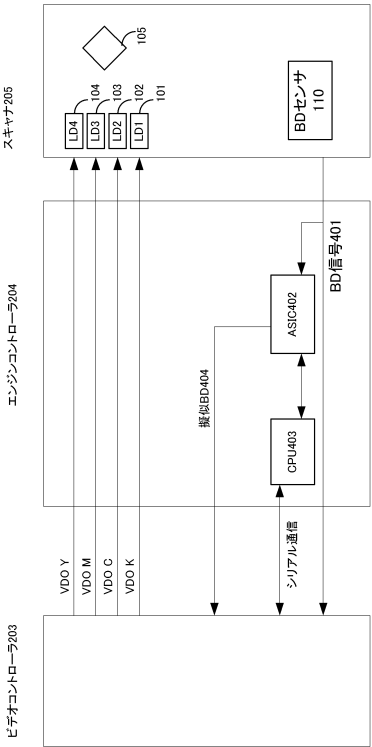 ビデオコントローラ203
エンジンコントローラ204
スキャナ205
VDO Y
VDO M
VDO C
VDO K
LD4
LD3
LD2
LD1
104
103
102
101
105
BDセンサ
110
擬似BD404
ASIC402
CPU403
BD信号401
シリアル通信